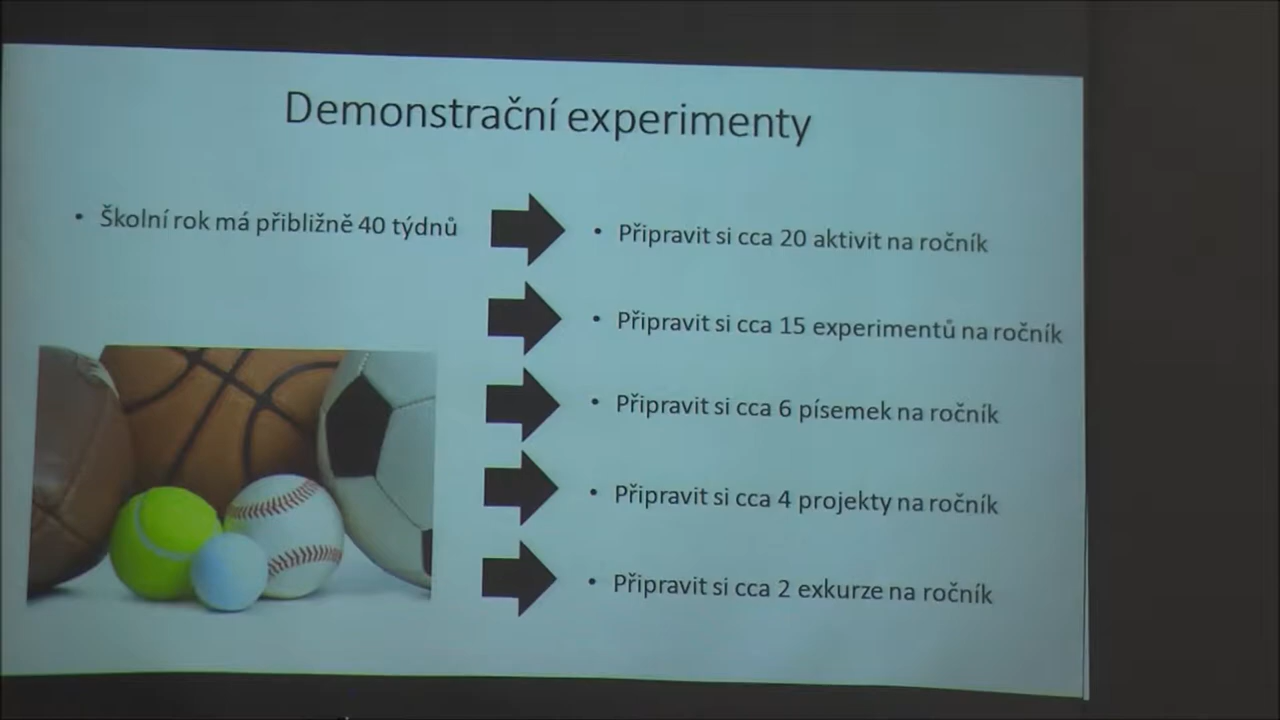 Demonstrační experimenty
• Školní rok má přibližně 40 týdnů
• Připravit si cca 20 aktivit na ročník
• Připravit si cca 15 experimentů na ročník
• Připravit si cca 6 písemek na ročník
• Připravit si cca 4 projekty na ročník
• Připravit si cca 2 exkurze na ročník